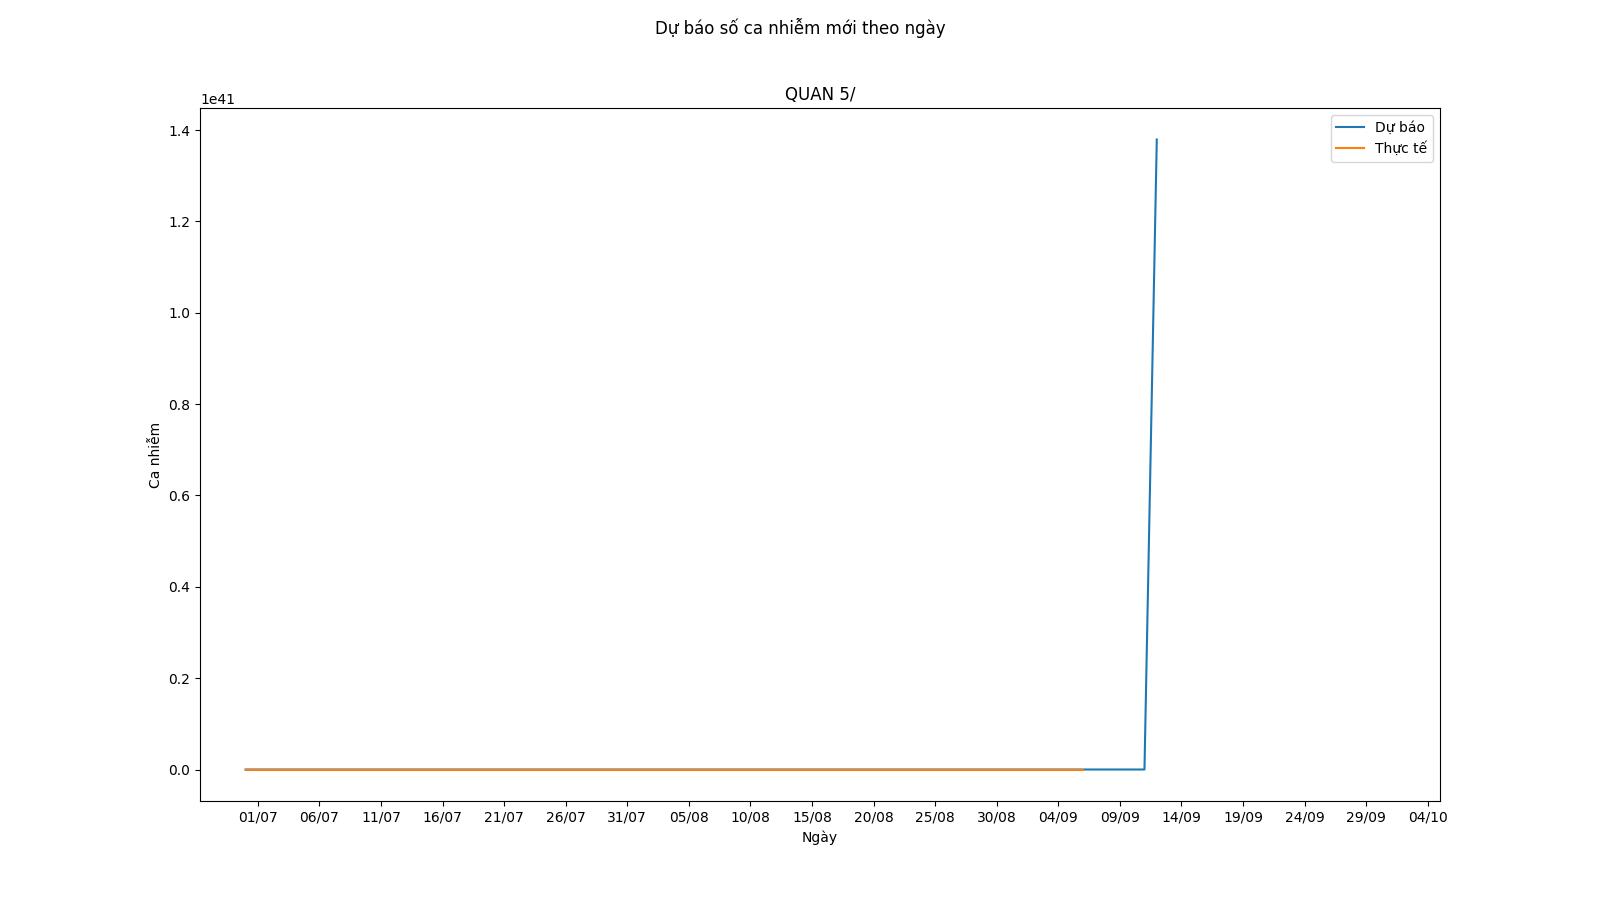 Dự báo số ca nhiễm mới theo ngày
QUAN 5/
1e41
1.4
1.2
1.0
0.8
0.6
0.4
0.2
0.0
Ca nhiễm
Dự báo
Thực tế
01/07 06/07 11/07 16/07 21/07 26/07 31/07 05/08 10/08 15/08 20/08 25/08 30/08 04/09 09/09 14/09 19/09 24/09 29/09 04/10
Ngày